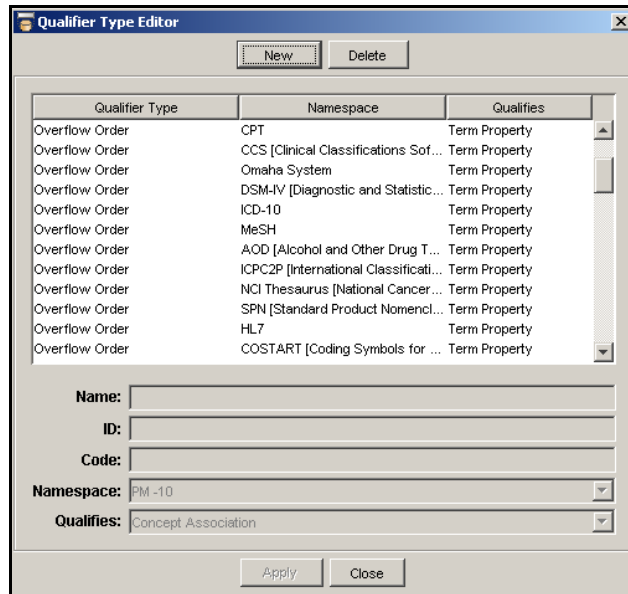 Qualifier Type Editor
New Delete
Qualifier Type Namespace Qualifies
Overflow Order CPT Term Property
Overflow Order CCS [Clinical Classifications Sof... Term Property
Overflow Order Omaha System Term Property
Overflow Order DSM-IV [Diagnostic and Statistic... Term Property
Overflow Order ICD-10 Term Property
Overflow Order MeSH Term Property
Overflow Order AOD [Alcohol and Other Drug T... Term Property
Overflow Order ICPC2P [International Classificati... Term Property
Overflow Order NCI Thesaurus [National Cancer... Term Property
Overflow Order SPN [Standard Product Nomencl... Term Property
Overflow Order HL7 Term Property
Overflow Order COSTART [Coding Symbols for ... Term Property
Name:
ID:
Code:
Namespace: PM -10
Qualifies: Concept Association
Apply Close